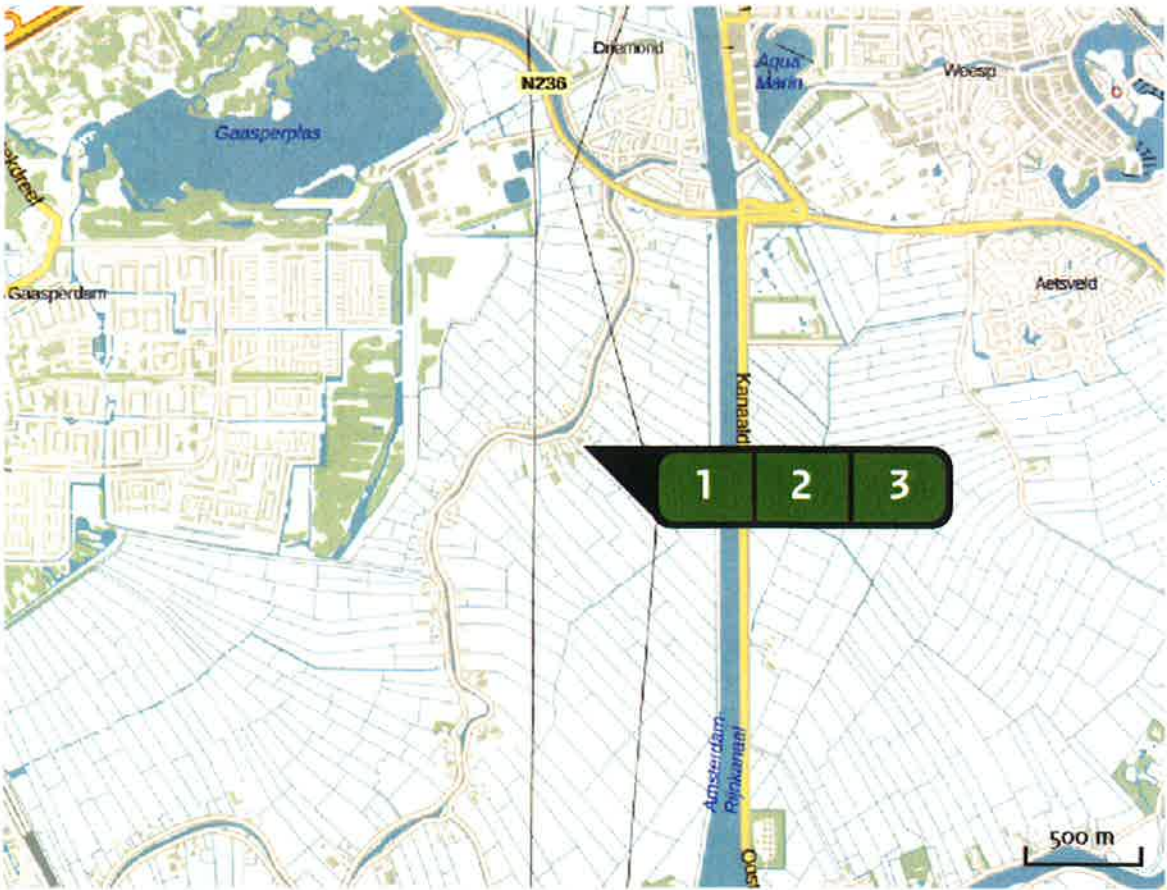 Driemond
Aqua
Marin
Weesp
N236
Gaasperplas
Gaasperdam
Aetsveld
Kanaald
1 2 3
Amsterdam
Rijnkanaal
500 m